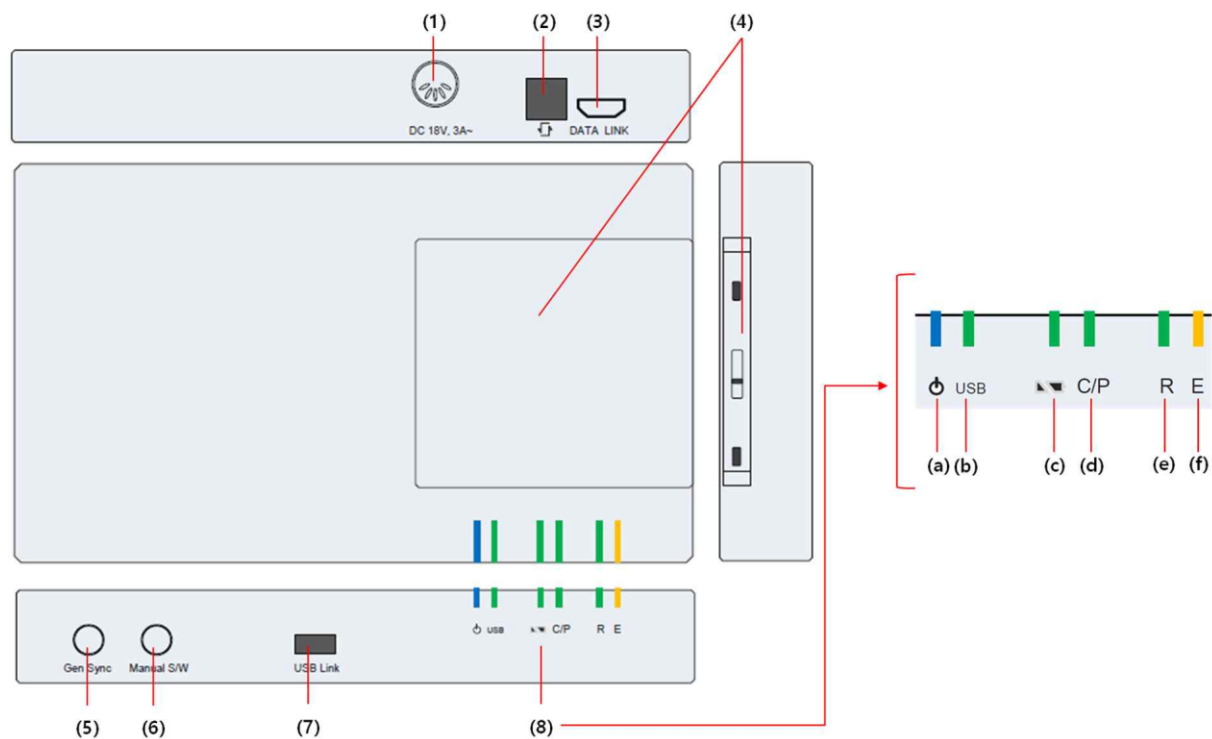 (1) (2) (3) (4)
DC 18V, 3A~ DATA LINK
USB C/P R E
(a) (b) (c) (d) (e) (f)
USB C/P R E
Gen Sync Manual S/W USB Link
(5) (6) (7) (8)